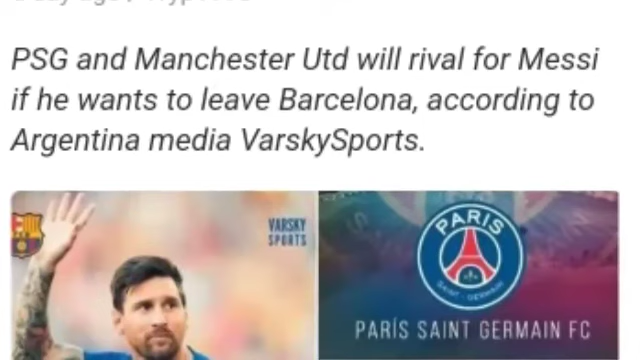 PSG and Manchester Utd will rival for Messi
if he wants to leave Barcelona, according to
Argentina media VarskySports.
VARSKY
SPORTS
PARIS
SAINT-GERMAIN
PARÍS SAINT GERMAIN FC